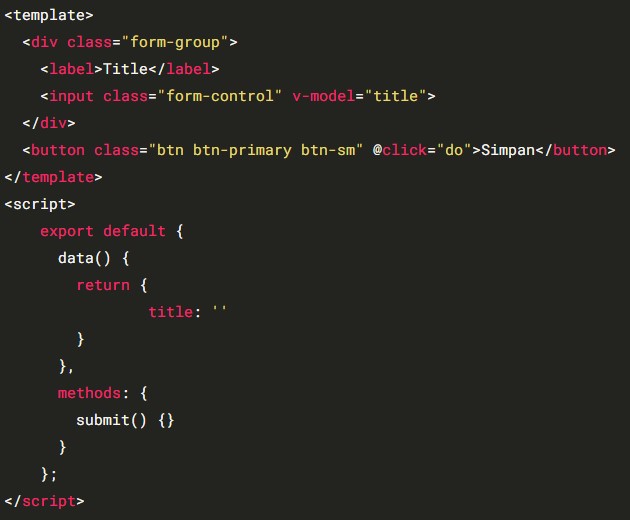 <template>
  <div class="form-group">
    <label>Title</label>
    <input class="form-control" v-model="title">
  </div>
  <button class="btn btn-primary btn-sm" @click="do">Simpan</button>
</template>
<script>
    export default {
      data() {
        return {
                title: ''
        }
      },
      methods: {
        submit() {}
      }
    };
</script>